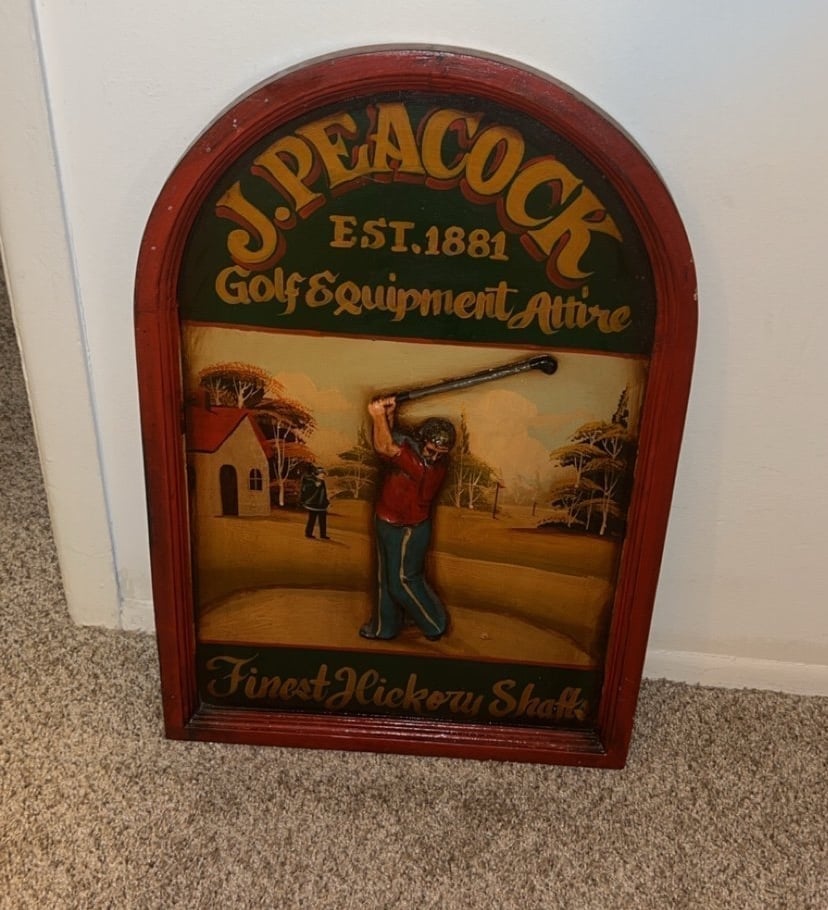 J. PEACOCK
EST. 1881
Golf Equipment Attire
Finest Hickory Shafts